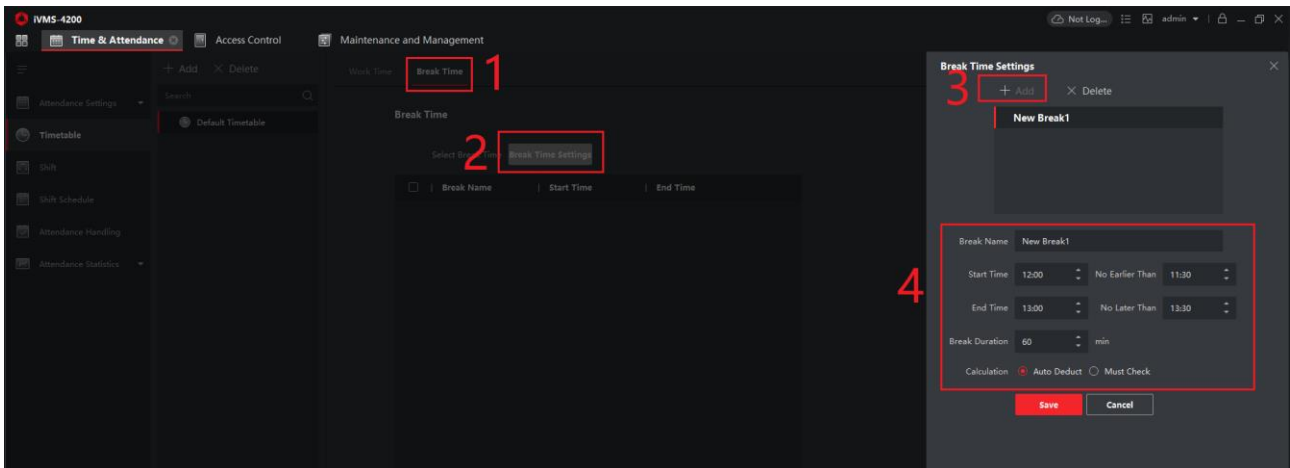 iVMS-4200
Not Log...
admin
Time & Attendance
Access Control
Maintenance and Management
Attendance Settings
Timetable
Shift
Shift Schedule
Attendance Handling
Attendance Statistics
+ Add × Delete
Search
Default Timetable
Work Time Break Time 1
Break Time
Select Break Time 2 Break Time Settings
Break Name | Start Time | End Time
Break Time Settings
3 + Add × Delete
New Break1
4
Break Name New Break1
Start Time 12:00 No Earlier Than 11:30
End Time 13:00 No Later Than 13:30
Break Duration 60 min
Calculation Auto Deduct Must Check
Save Cancel